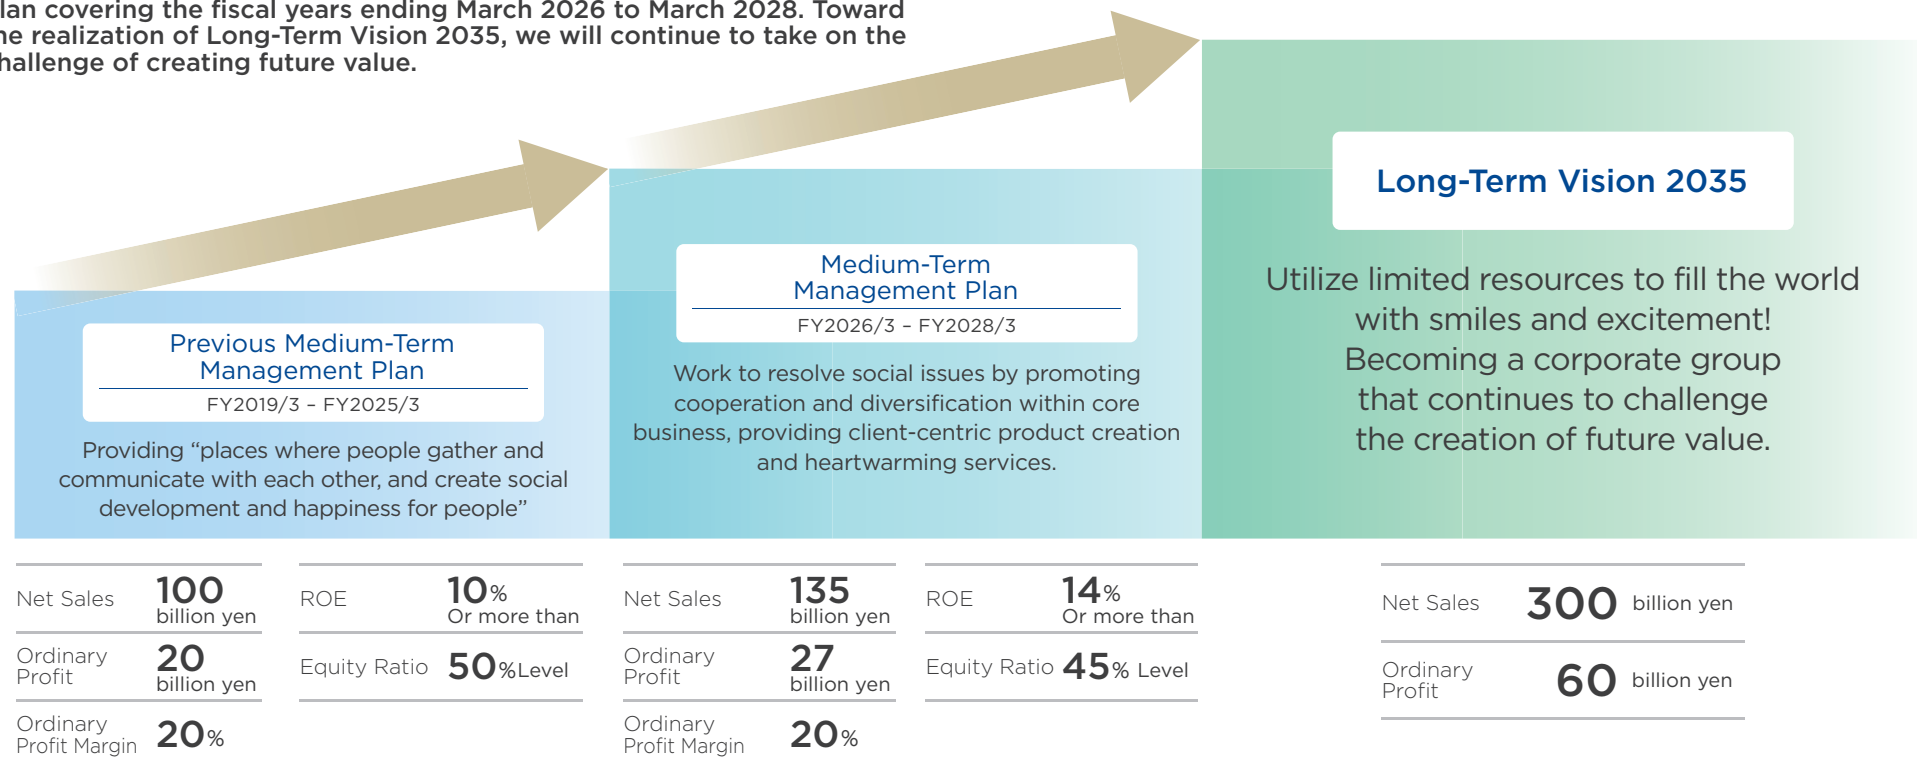 lan covering the fiscal years ending March 2026 to March 2028. Toward
he realization of Long-Term Vision 2035, we will continue to take on the
hallenge of creating future value.
Previous Medium-Term
Management Plan
FY2019/3 – FY2025/3
Providing “places where people gather and
communicate with each other, and create social
development and happiness for people”
Net Sales 100
billion yen
Ordinary
Profit
20
billion yen
Ordinary
Profit Margin
20%
ROE 10%
Or more than
Equity Ratio 50%Level
Medium-Term
Management Plan
FY2026/3 – FY2028/3
Work to resolve social issues by promoting
cooperation and diversification within core
business, providing client-centric product creation
and heartwarming services.
Net Sales 135
billion yen
Ordinary
Profit
27
billion yen
Ordinary
Profit Margin
20%
ROE 14%
Or more than
Equity Ratio 45% Level
Long-Term Vision 2035
Utilize limited resources to fill the world
with smiles and excitement!
Becoming a corporate group
that continues to challenge
the creation of future value.
Net Sales 300 billion yen
Ordinary
Profit
60 billion yen